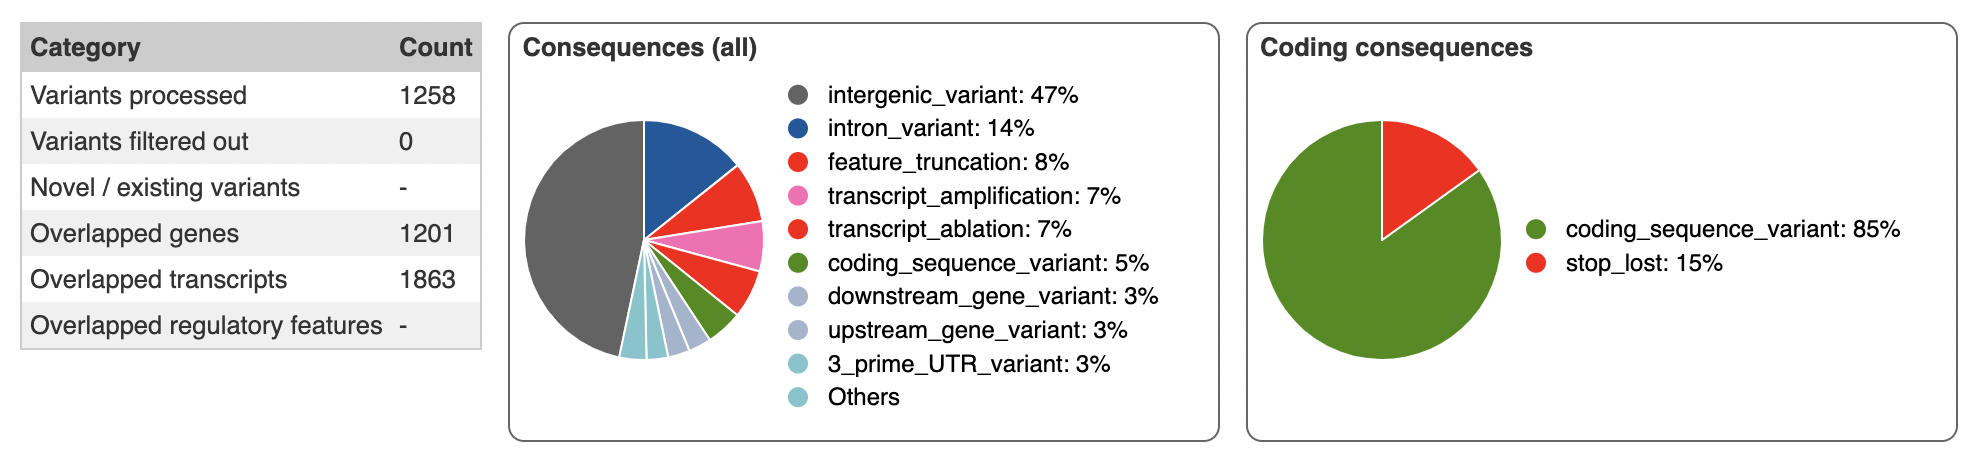 Category Count
Variants processed 1258
Variants filtered out 0
Novel / existing variants -
Overlapped genes 1201
Overlapped transcripts 1863
Overlapped regulatory features -
Consequences (all)
intergenic_variant: 47%
intron_variant: 14%
feature_truncation: 8%
transcript_amplification: 7%
transcript_ablation: 7%
coding_sequence_variant: 5%
downstream_gene_variant: 3%
upstream_gene_variant: 3%
3_prime_UTR_variant: 3%
Others
Coding consequences
coding_sequence_variant: 85%
stop_lost: 15%